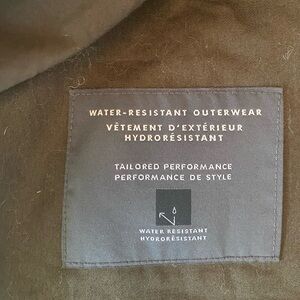 WATER-RESISTANT OUTERWEAR
VÊTEMENT D'EXTÉRIEUR
HYDRORÉSISTANT
TAILORED PERFORMANCE
PERFORMANCE DE STYLE
WATER RESISTANT
HYDRORÉSISTANT